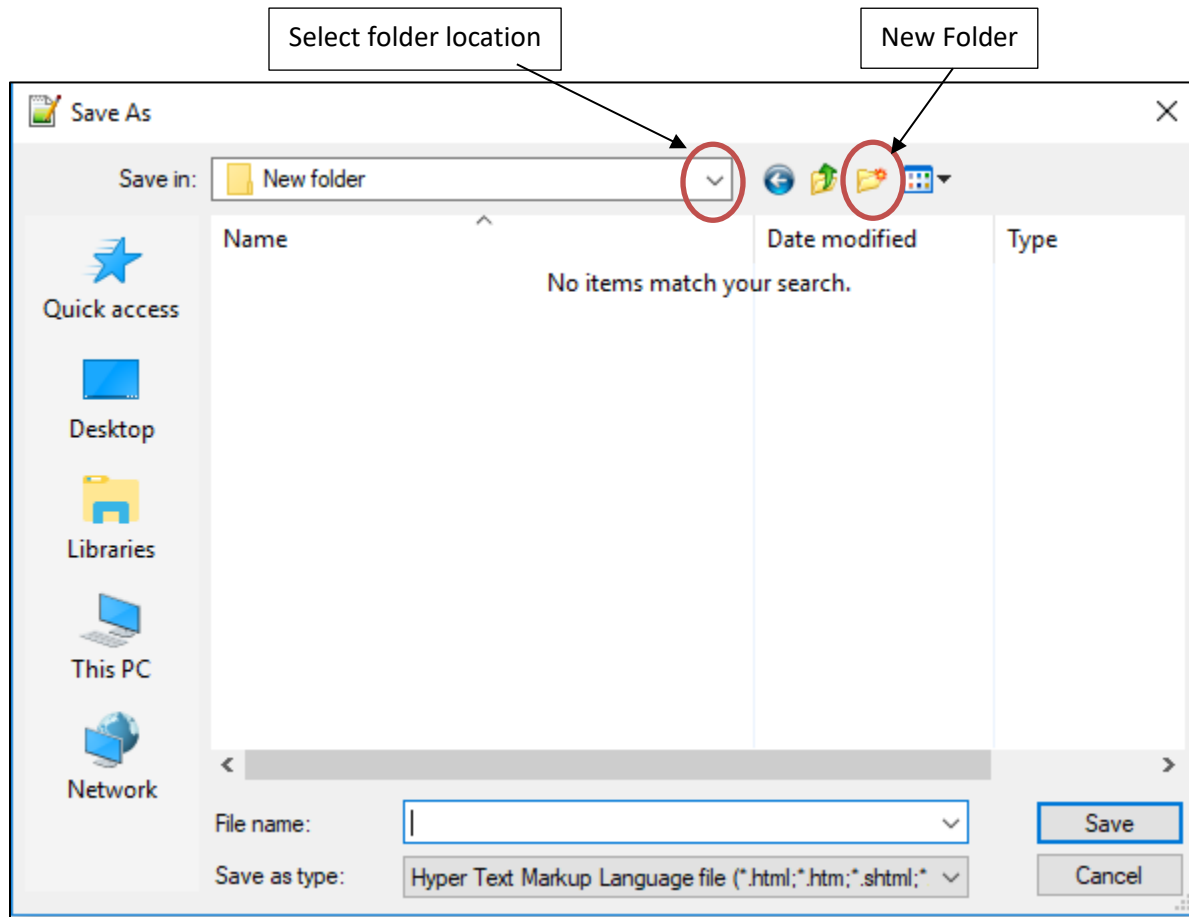 Select folder location
New Folder
Save As
Save in:
New folder
Name
Date modified
Type
No items match your search.
Quick access
Desktop
Libraries
This PC
Network
File name:
Save
Save as type:
Hyper Text Markup Language file (*.html;*.htm;*.shtml;*
Cancel